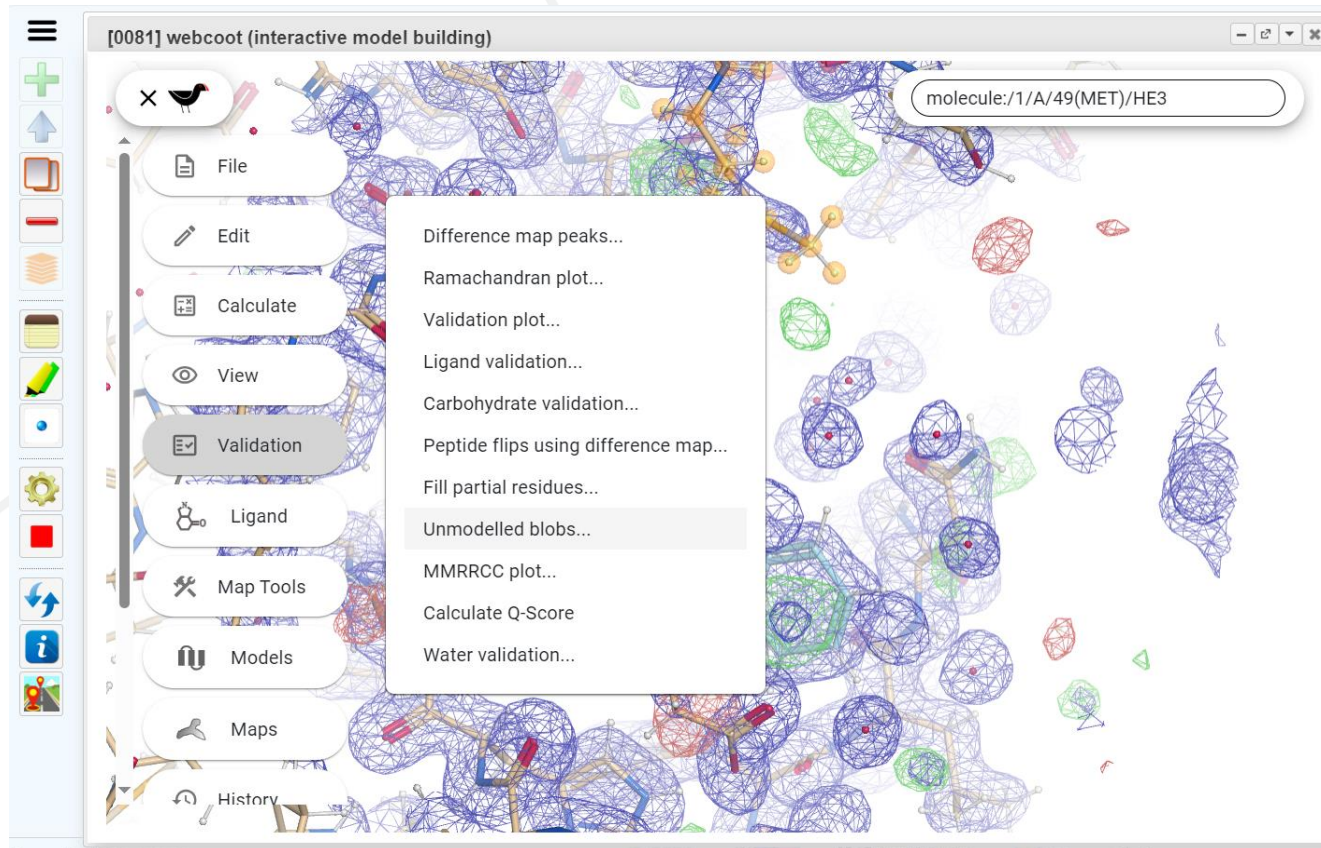 [0081] webcoot (interactive model building)
molecule:/1/A/49(MET)/HE3
File
Edit
Calculate
View
Validation
Ligand
Map Tools
Models
Maps
History
Difference map peaks...
Ramachandran plot...
Validation plot...
Ligand validation...
Carbohydrate validation...
Peptide flips using difference map...
Fill partial residues...
Unmodelled blobs...
MMRRCC plot...
Calculate Q-Score
Water validation...